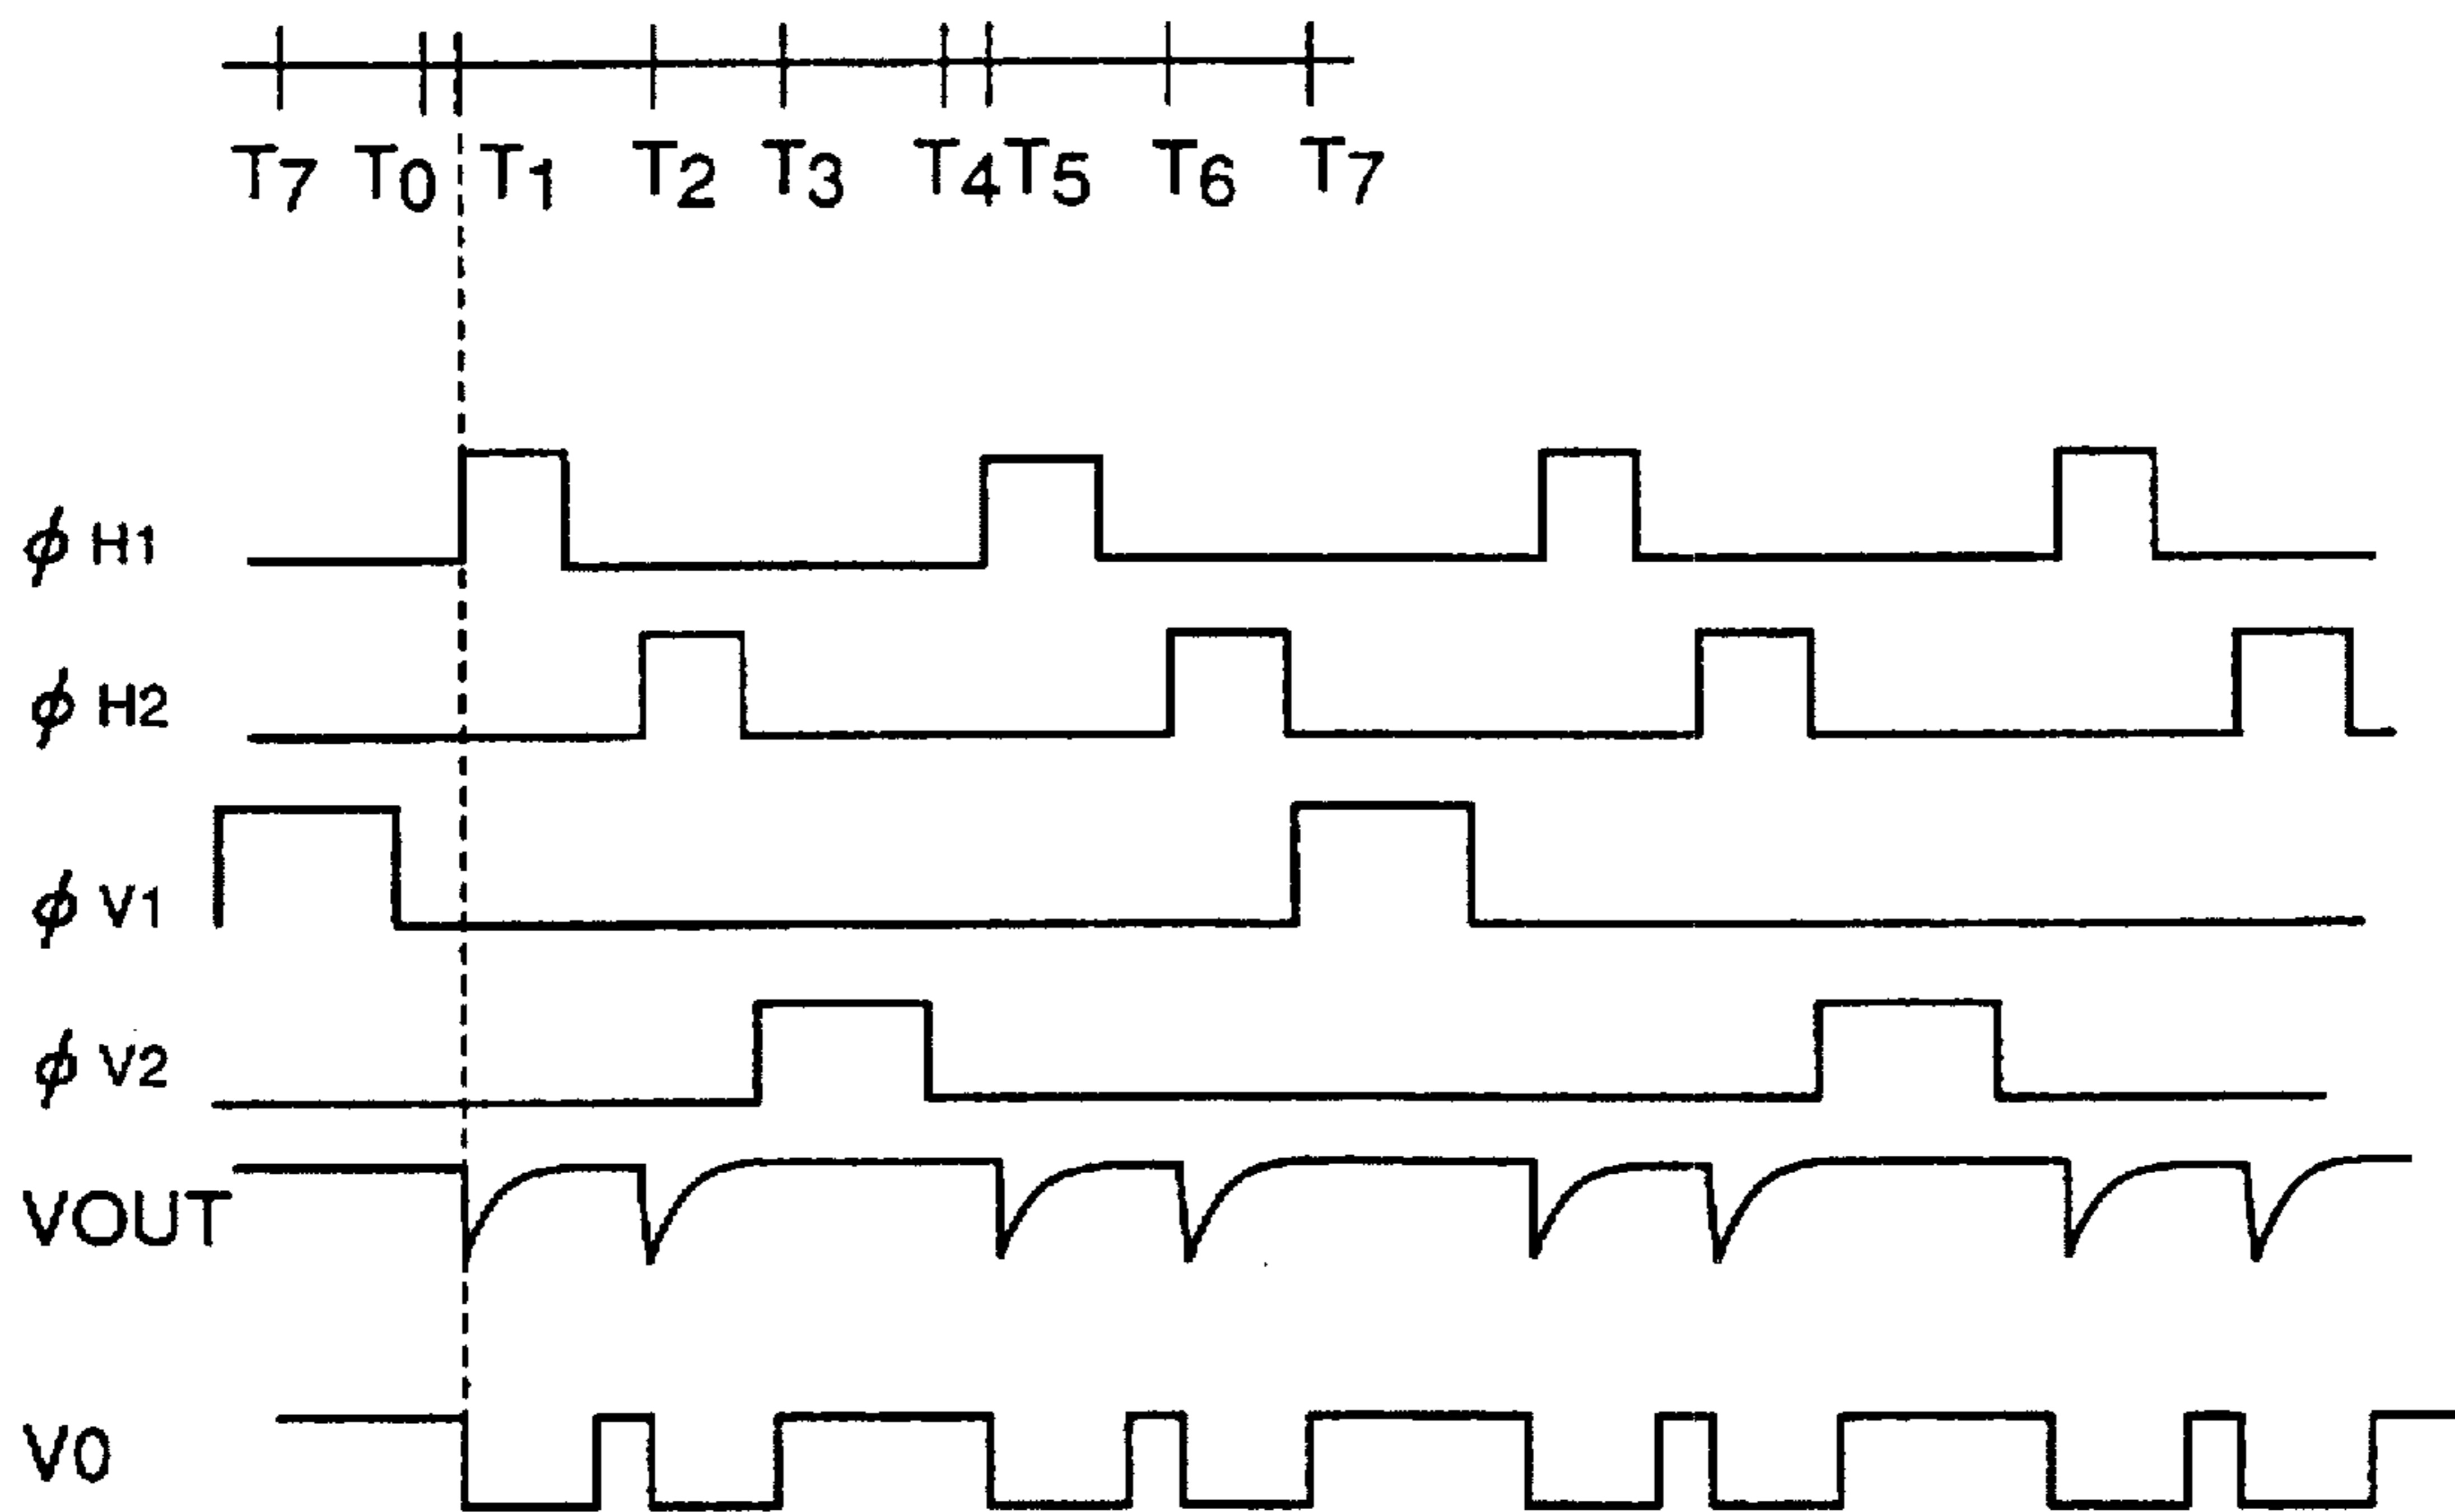 T7 T0 T1 T2 T3 T4 T5 T6 T7
ϕ H1
ϕ H2
ϕ V1
ϕ V2
VOUT
V0